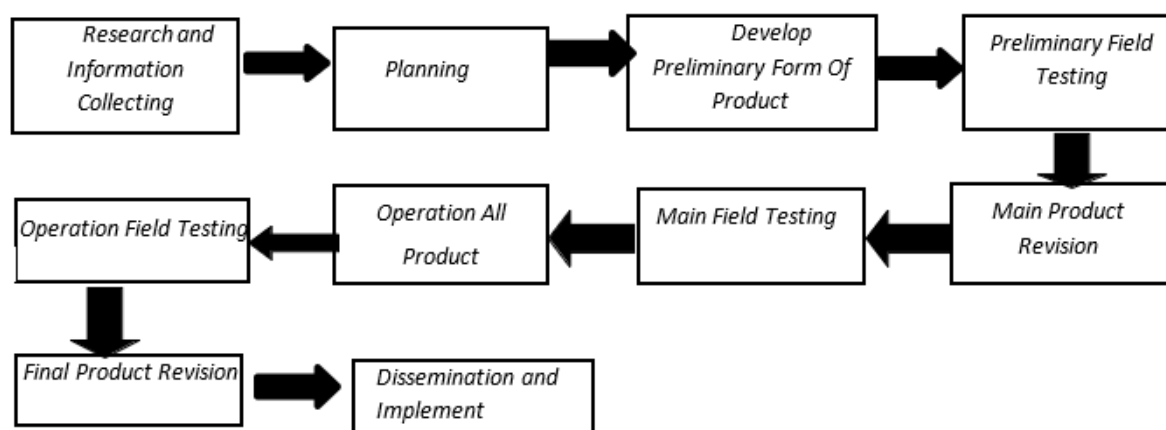 Research and
Information
Collecting
Planning
Develop
Preliminary Form Of
Product
Preliminary Field
Testing
Main Product
Revision
Main Field Testing
Operation All
Product
Operation Field Testing
Final Product Revision
Dissemination and
Implement